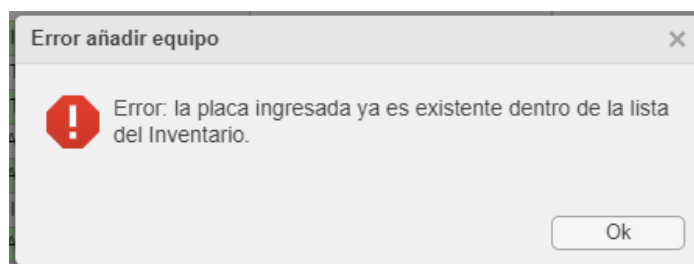 Error añadir equipo
Error: la placa ingresada ya es existente dentro de la lista
del Inventario.
Ok